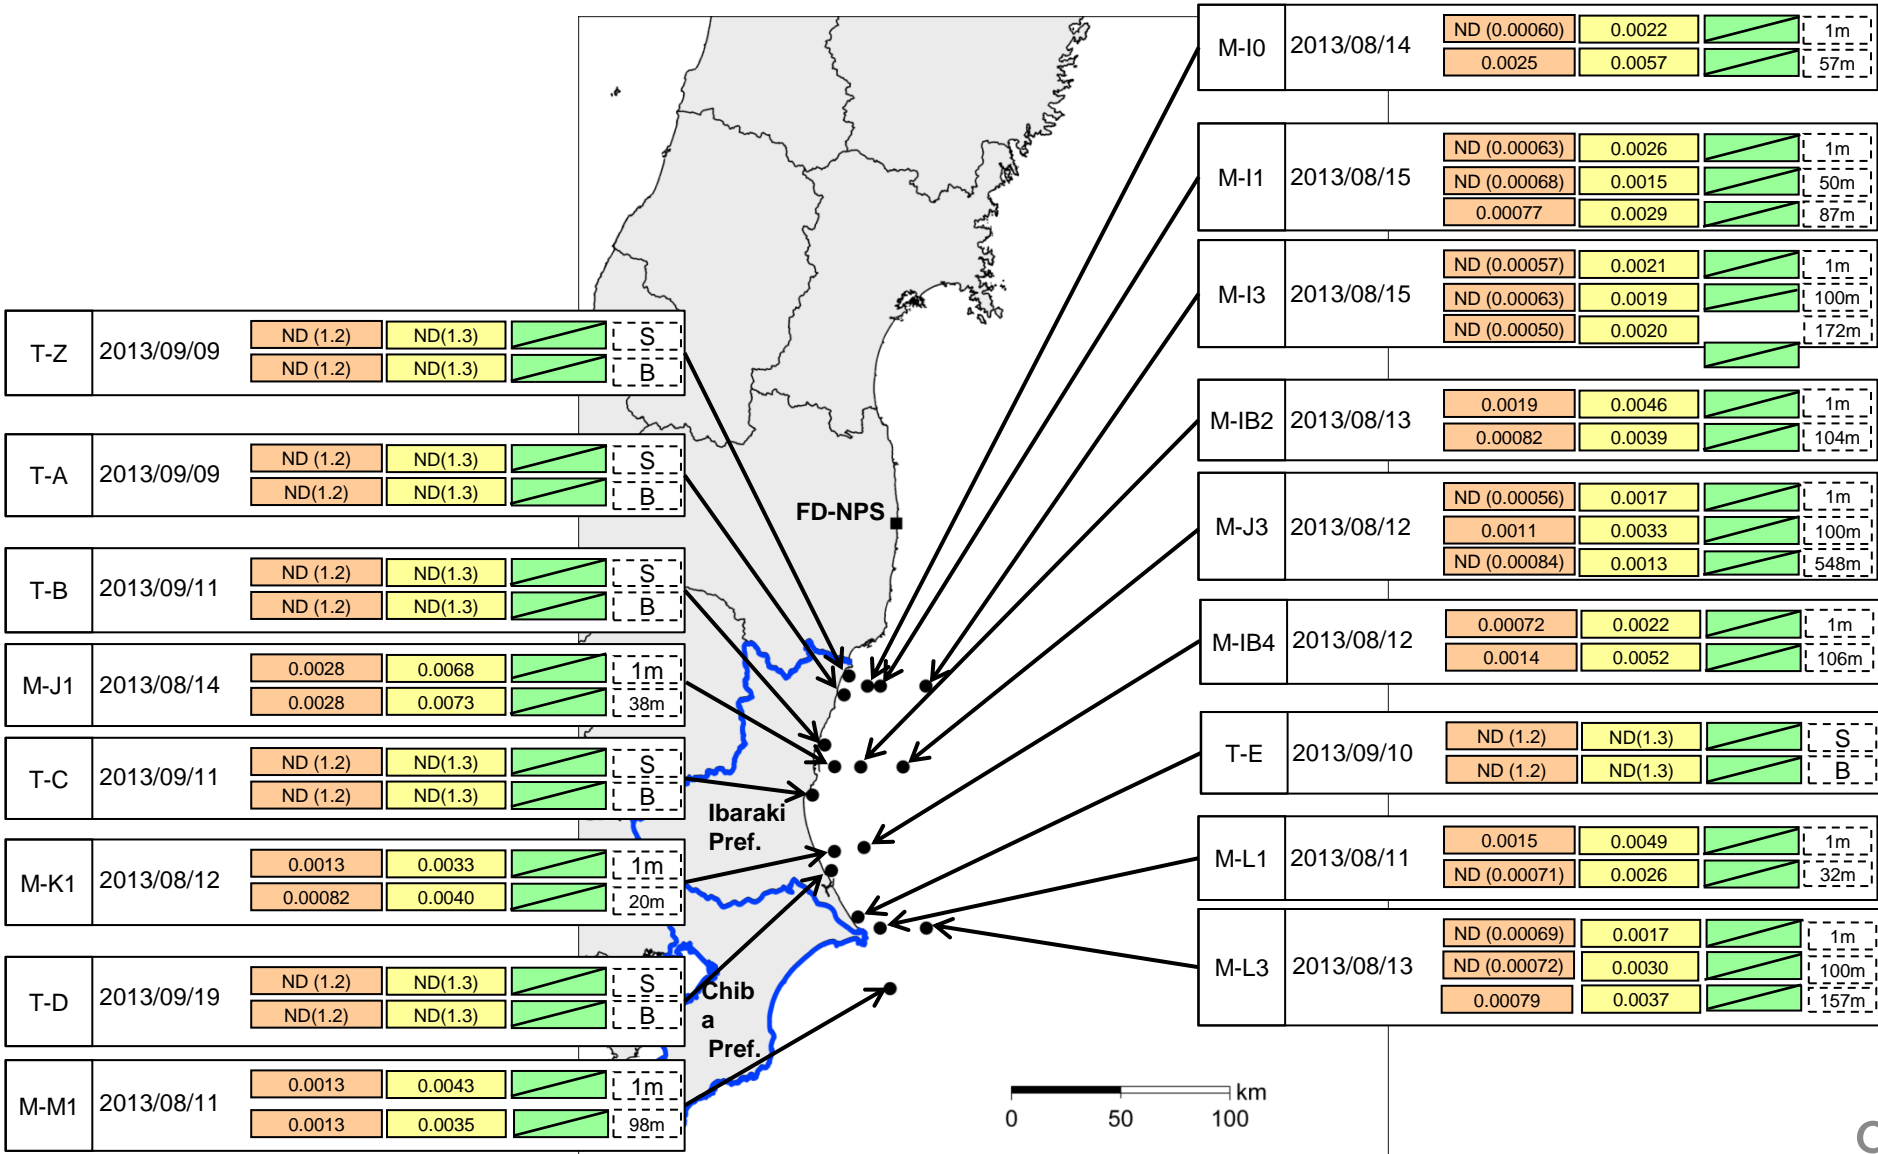 T-Z 2013/09/09 ND (1.2) ND(1.3) S
ND (1.2) ND(1.3) B
T-A 2013/09/09 ND (1.2) ND(1.3) S
ND(1.2) ND(1.3) B
T-B 2013/09/11 ND (1.2) ND(1.3) S
ND (1.2) ND(1.3) B
M-J1 2013/08/14 0.0028 0.0068 1m
0.0028 0.0073 38m
T-C 2013/09/11 ND (1.2) ND(1.3) S
ND (1.2) ND(1.3) B
M-K1 2013/08/12 0.0013 0.0033 1m
0.00082 0.0040 20m
T-D 2013/09/19 ND (1.2) ND(1.3) S
ND(1.2) ND(1.3) B
M-M1 2013/08/11 0.0013 0.0043 1m
0.0013 0.0035 98m
FD-NPS
Ibaraki
Pref.
Chib
a
Pref.
km
0 50 100
M-I0 2013/08/14 ND (0.00060) 0.0022 1m
0.0025 0.0057 57m
M-I1 2013/08/15 ND (0.00063) 0.0026 1m
ND (0.00068) 0.0015 50m
0.00077 0.0029 87m
M-I3 2013/08/15 ND (0.00057) 0.0021 1m
ND (0.00063) 0.0019 100m
ND (0.00050) 0.0020 172m
M-IB2 2013/08/13 0.0019 0.0046 1m
0.00082 0.0039 104m
M-J3 2013/08/12 ND (0.00056) 0.0017 1m
0.0011 0.0033 100m
ND (0.00084) 0.0013 548m
M-IB4 2013/08/12 0.00072 0.0022 1m
0.0014 0.0052 106m
T-E 2013/09/10 ND (1.2) ND(1.3) S
ND (1.2) ND(1.3) B
M-L1 2013/08/11 0.0015 0.0049 1m
ND (0.00071) 0.0026 32m
M-L3 2013/08/13 ND (0.00069) 0.0017 1m
ND (0.00072) 0.0030 100m
0.00079 0.0037 157m